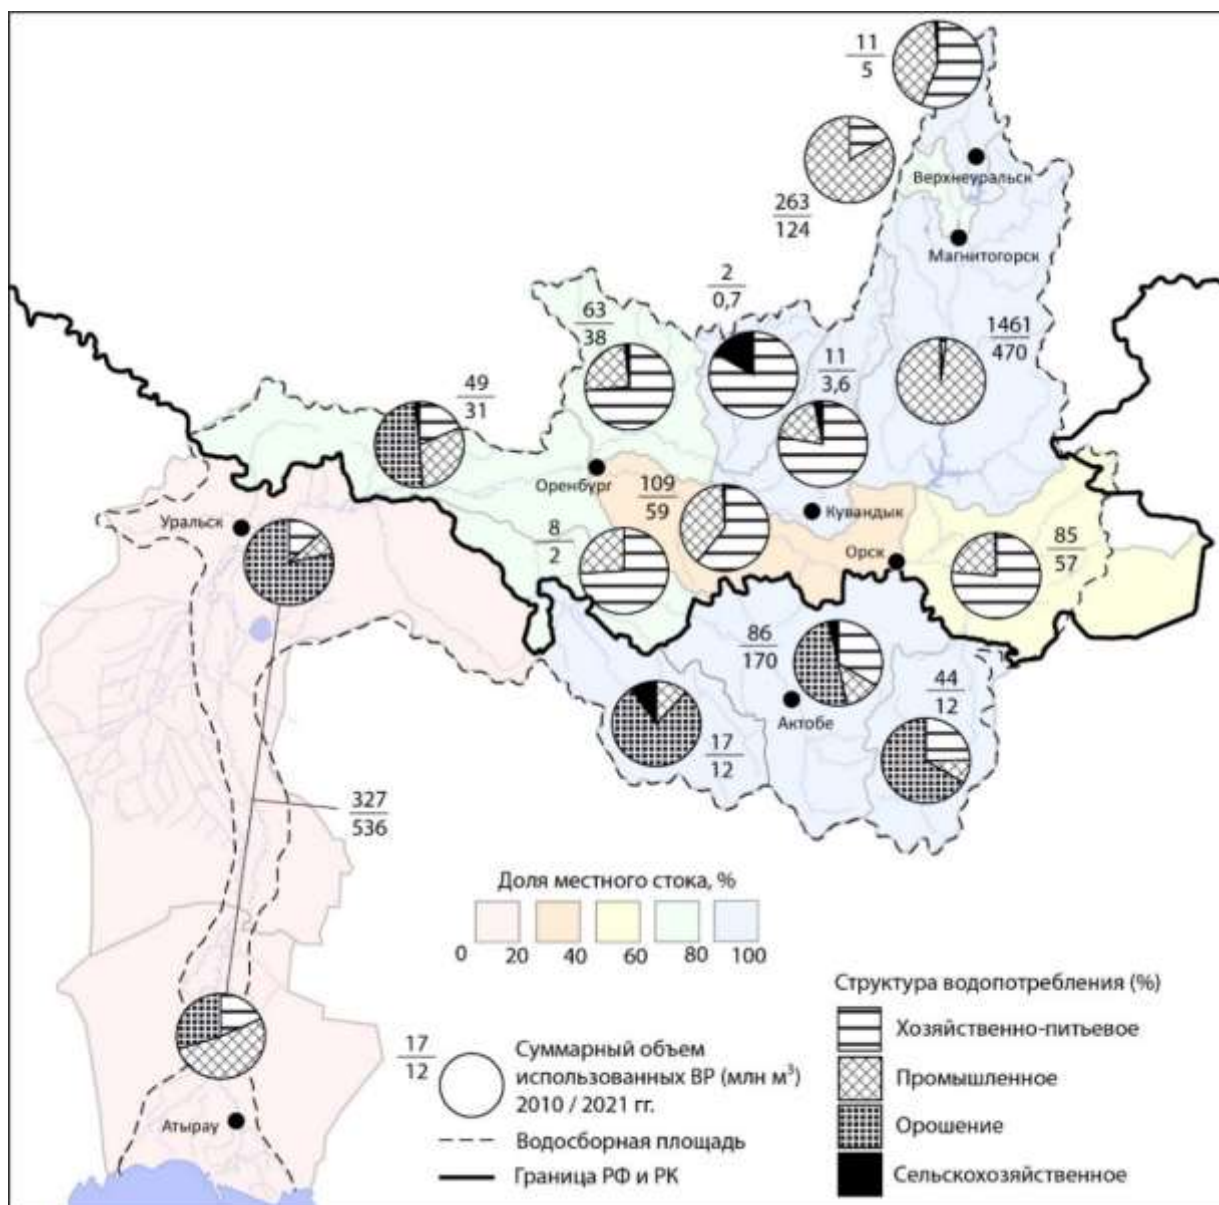 11
5
Верхнеуральск
263
124
Магнитогорск
2
0,7
63
38
1461
470
11
3,6
49
31
Оренбург
109
59
Кувандык
Уральск
8
2
Орск
85
57
86
170
44
12
Актобе
17
12
327
536
Доля местного стока, %
0 20 40 60 80 100
Структура водопотребления (%)
Хозяйственно-питьевое
Промышленное
Орошение
Сельскохозяйственное
17
12
Суммарный объем
использованных ВР (млн м³)
2010 / 2021 гг.
Водосборная площадь
Граница РФ и РК
Атырау